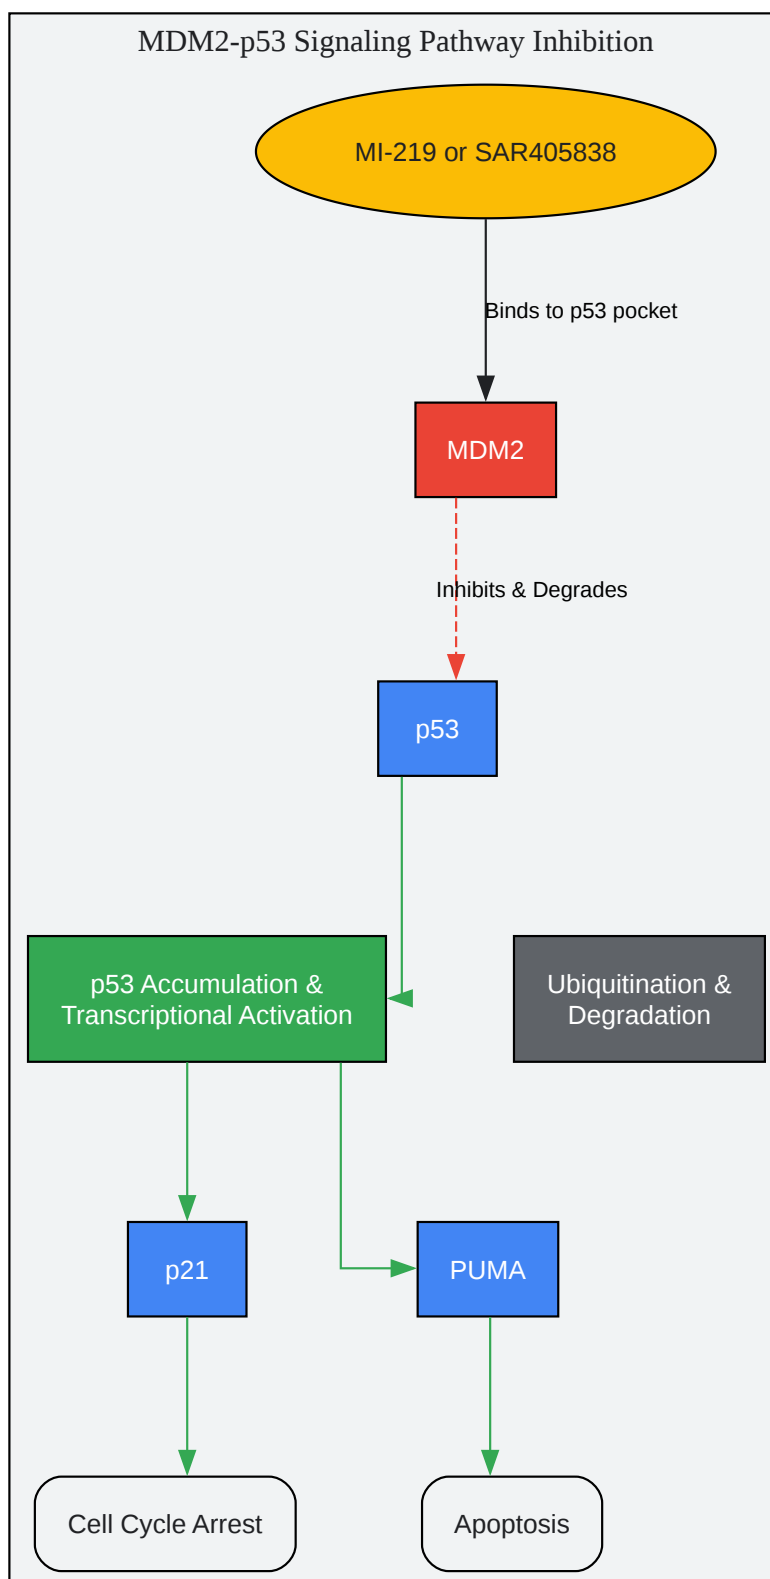 MDM2-p53 Signaling Pathway Inhibition
MI-219 or SAR405838
Binds to p53 pocket
MDM2
Inhibits & Degrades
p53
p53 Accumulation &
Transcriptional Activation
Ubiquitination &
Degradation
p21
PUMA
Cell Cycle Arrest
Apoptosis